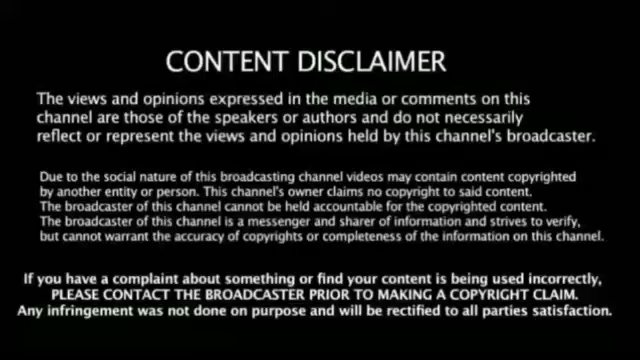 CONTENT DISCLAIMER
The views and opinions expressed in the media or comments on this
channel are those of the speakers or authors and do not necessarily
reflect or represent the views and opinions held by this channel's broadcaster.
Due to the social nature of this broadcasting channel videos may contain content copyrighted
by another entity or person. This channel's owner claims no copyright to said content.
The broadcaster of this channel cannot be held accountable for the copyrighted content.
The broadcaster of this channel is a messenger and sharer of information and strives to verify,
but cannot warrant the accuracy of copyrights or completeness of the information on this channel.
If you have a complaint about something or find your content is being used incorrectly,
PLEASE CONTACT THE BROADCASTER PRIOR TO MAKING A COPYRIGHT CLAIM.
Any infringement was not done on purpose and will be rectified to all parties satisfaction.